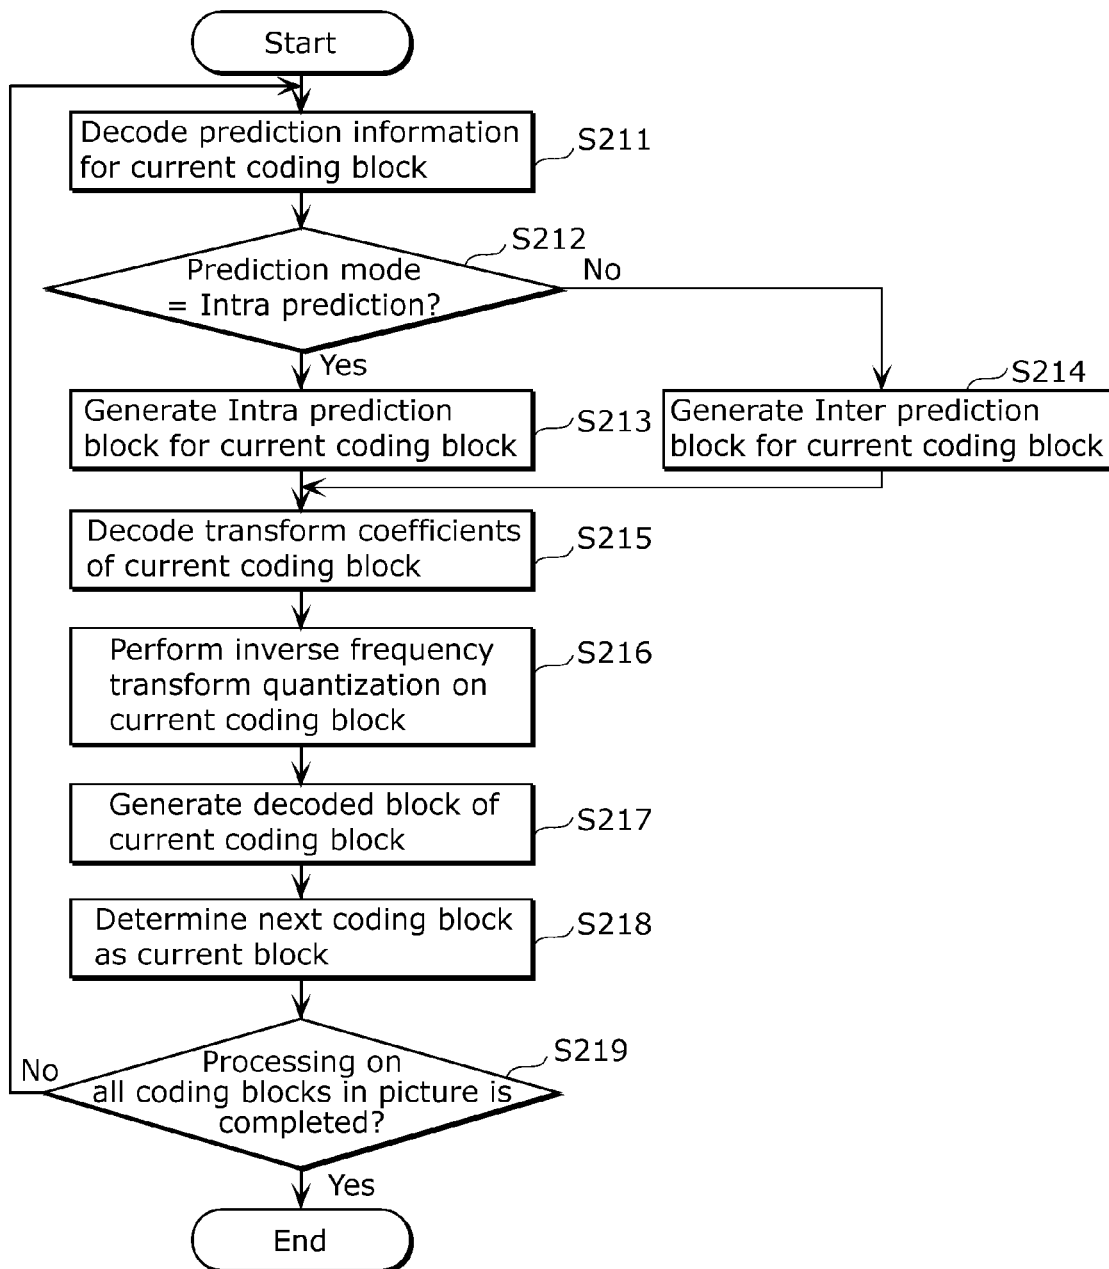 Start
Decode prediction information
for current coding block
S211
S212
Prediction mode
= Intra prediction?
No
Yes
Generate Intra prediction
block for current coding block
S213
S214
Generate Inter prediction
block for current coding block
Decode transform coefficients
of current coding block
S215
Perform inverse frequency
transform quantization on
current coding block
S216
Generate decoded block of
current coding block
S217
Determine next coding block
as current block
S218
S219
Processing on
all coding blocks in picture is
completed?
No
Yes
End